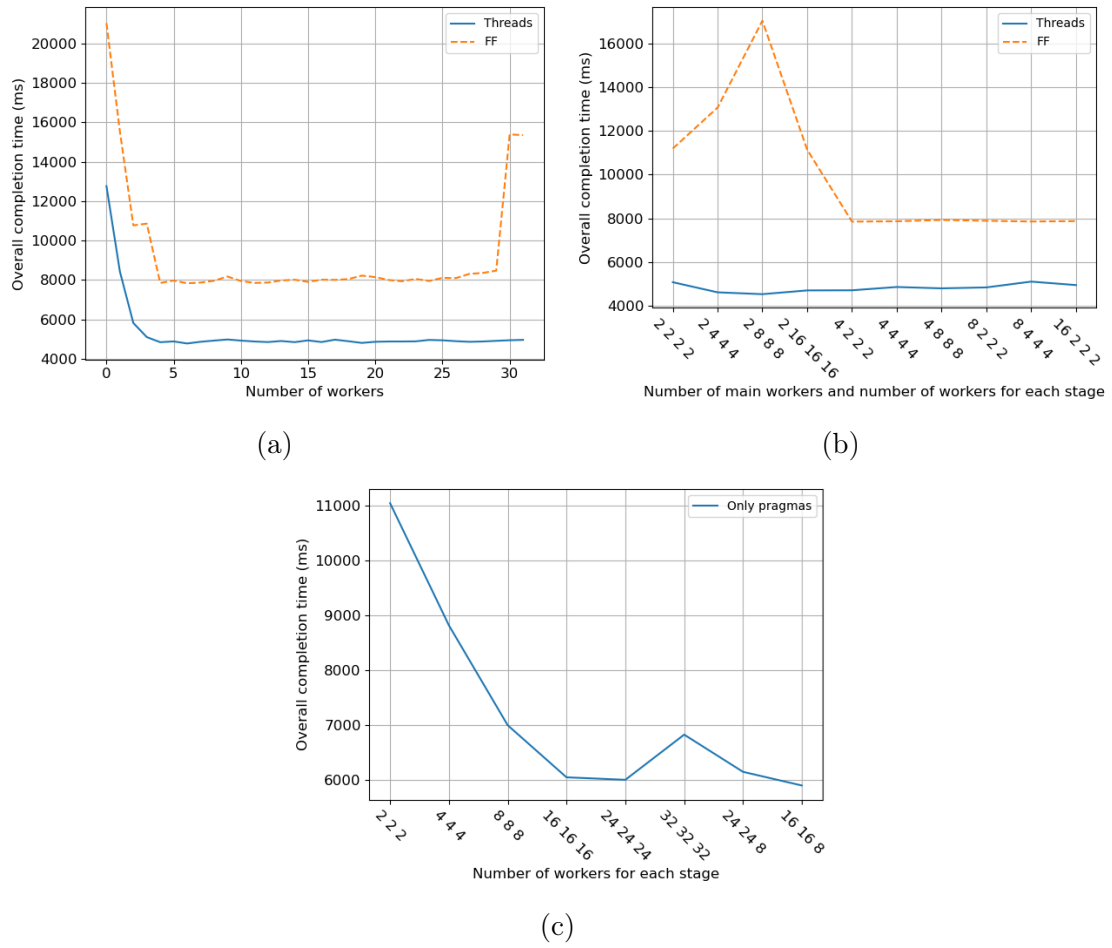 Threads
FF
Overall completion time (ms)
20000
18000
16000
14000
12000
10000
8000
6000
4000
0 5 10 15 20 25 30
Number of workers
(a)
Threads
FF
Overall completion time (ms)
16000
14000
12000
10000
8000
6000
4000
2 2 2 2
2 4 4 4
2 8 8 8
2 16 16 16
4 2 2 2
4 4 4 4
4 8 8 8
8 2 2 2
8 4 4 4
16 2 2 2
Number of main workers and number of workers for each stage
(b)
Only pragmas
Overall completion time (ms)
11000
10000
9000
8000
7000
6000
2 2 2
4 4 4
8 8 8
16 16 16
24 24 24
32 32 32
24 24 8
16 16 8
Number of workers for each stage
(c)